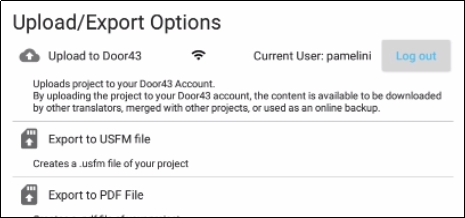 Upload/Export Options
Upload to Door43 Current User: pamelini Log out
Uploads project to your Door43 Account.
By uploading the project to your Door43 account, the content is available to be downloaded
by other translators, merged with other projects, or used as an online backup.
Export to USFM file
Creates a .usfm file of your project
Export to PDF File